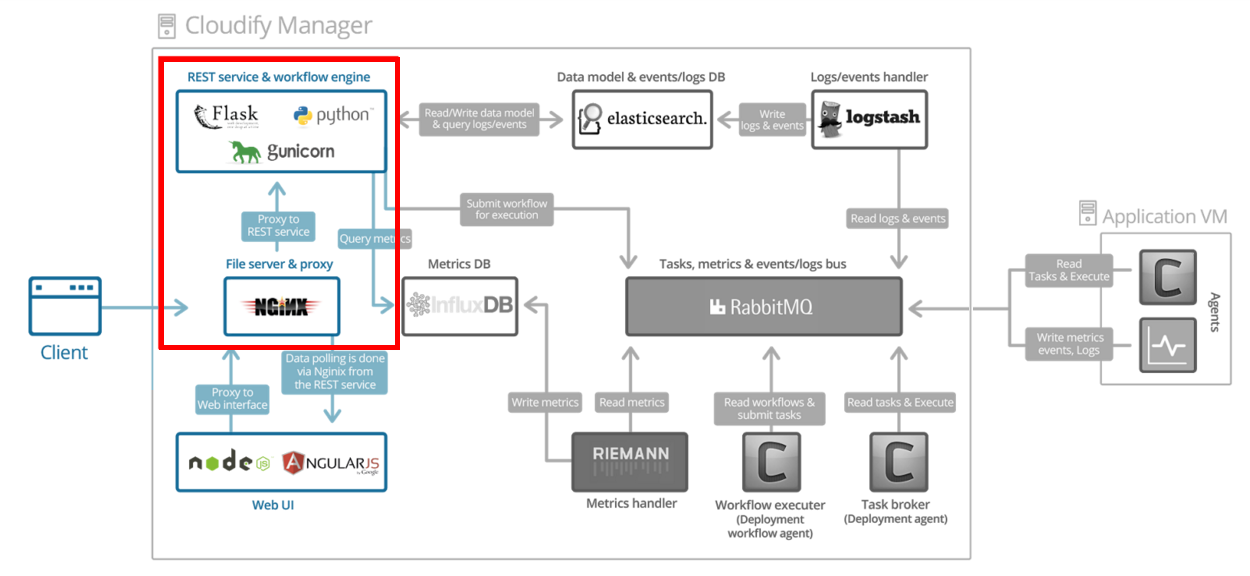 Cloudify Manager
REST service & workflow engine
Flask
python
gunicorn
Read/Write data model
& query logs/events
Data model & events/logs DB
elasticsearch.
Write
logs & events
Logs/events handler
logstash
Proxy to
REST service
Query metrics
Submit workflow
for execution
Read logs & events
File server & proxy
NGiNX
Metrics DB
InfluxDB
Tasks, metrics & events/logs bus
RabbitMQ
Application VM
Read
Tasks & Execute
Write metrics
events, Logs
C
Agents
Client
Data polling is done
via Nginix from
the REST service
Proxy to
Web interface
Write metrics
Read metrics
Read workflows &
submit tasks
Read tasks & Execute
node JS
ANGULARJS
by Google
Web UI
RIEMANN
Metrics handler
C
Workflow executer
(Deployment
workflow agent)
C
Task broker
(Deployment agent)